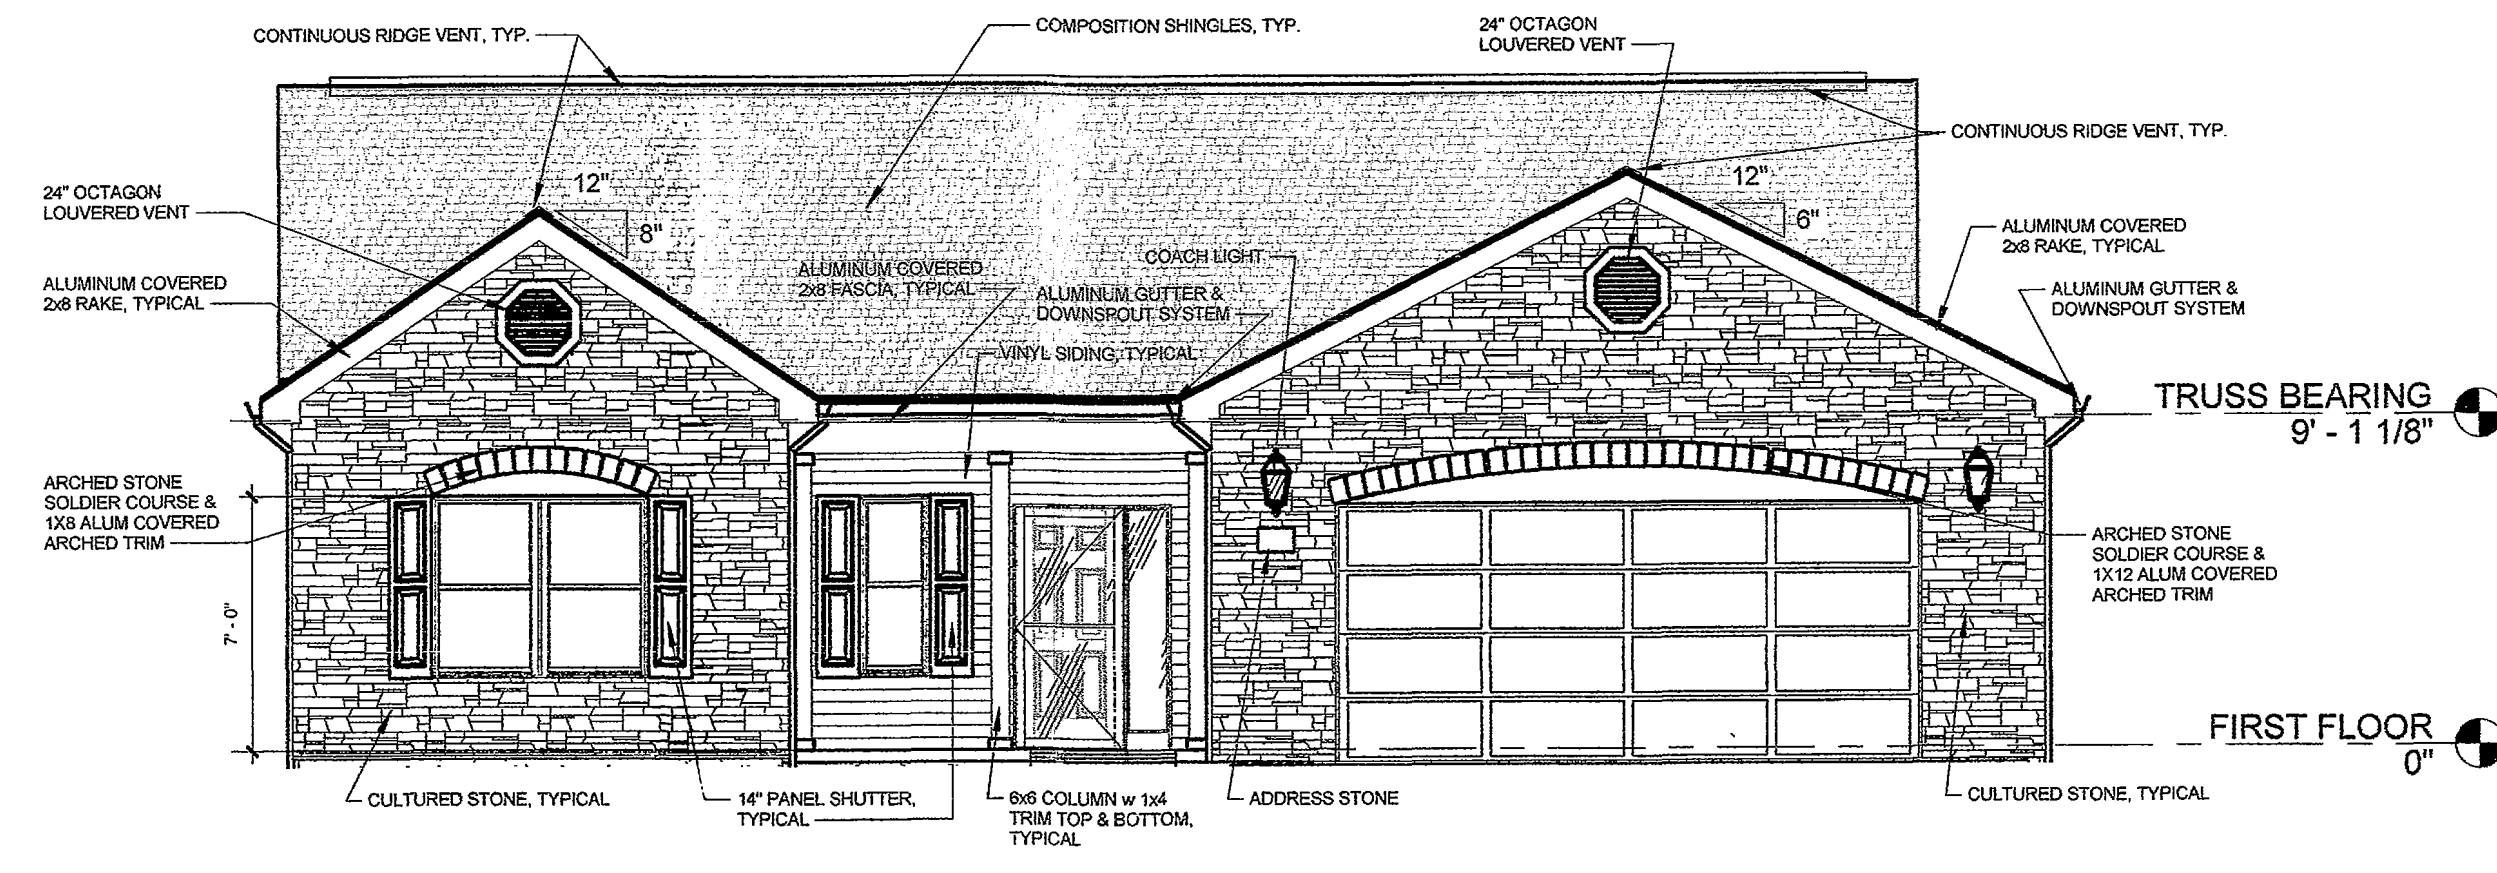 CONTINUOUS RIDGE VENT, TYP.
COMPOSITION SHINGLES, TYP.
24" OCTAGON
LOUVERED VENT
CONTINUOUS RIDGE VENT, TYP.
24" OCTAGON
LOUVERED VENT
12"
8"
12"
6"
ALUMINUM COVERED
2x8 RAKE, TYPICAL
ALUMINUM COVERED
2x8 RAKE, TYPICAL
COACH LIGHT
ALUMINUM COVERED
2x8 FASCIA, TYPICAL
ALUMINUM GUTTER &
DOWNSPOUT SYSTEM
ALUMINUM GUTTER &
DOWNSPOUT SYSTEM
VINYL SIDING, TYPICAL
TRUSS BEARING
9' - 1 1/8"
ARCHED STONE
SOLDIER COURSE &
1X8 ALUM COVERED
ARCHED TRIM
7' - 0"
ARCHED STONE
SOLDIER COURSE &
1X12 ALUM COVERED
ARCHED TRIM
FIRST FLOOR
0"
CULTURED STONE, TYPICAL
14" PANEL SHUTTER,
TYPICAL
6x6 COLUMN w 1x4
TRIM TOP & BOTTOM,
TYPICAL
ADDRESS STONE
CULTURED STONE, TYPICAL